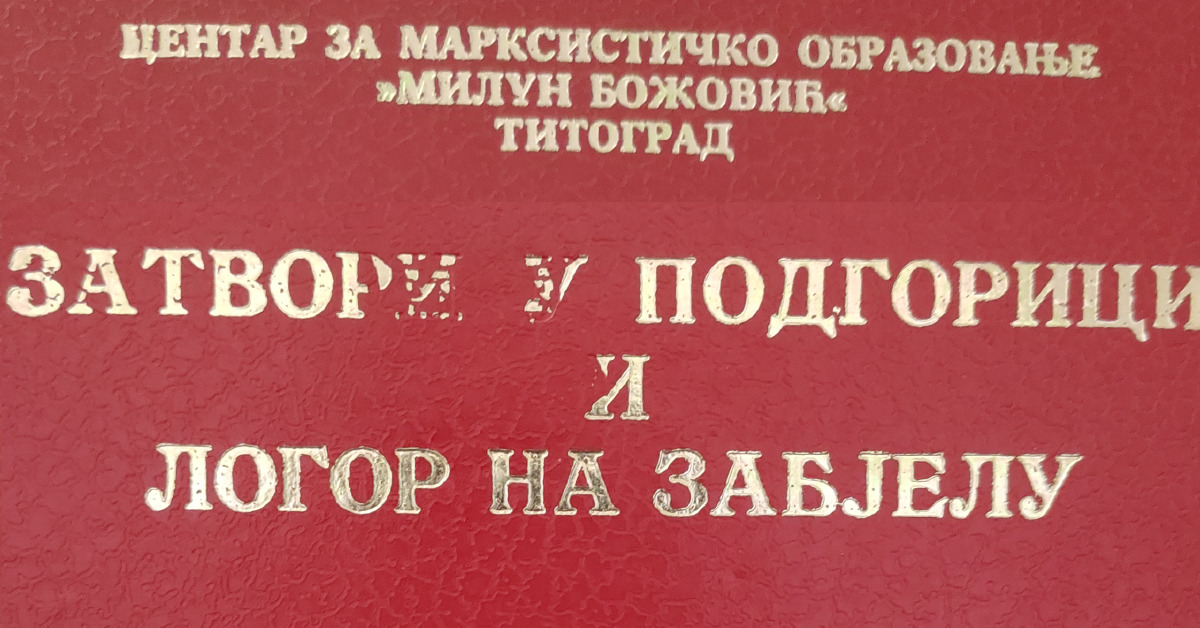 ЦЕНТАР ЗА МАРКСИСТИЧКО ОБРАЗОВАЊЕ
»МИЛУН БОЖОВИЋ«
ТИТОГРАД
ЗАТВОРИ У ПОДГОРИЦИ
И
ЛОГОР НА ЗАБЈЕЛУ